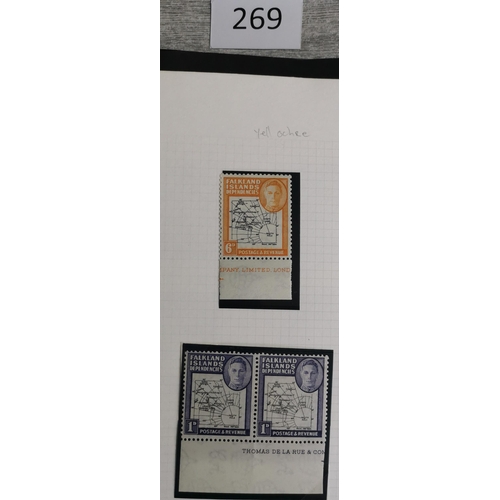 269
yell ochre
FALKLAND
ISLANDS
DEPENDENCIES
6D
POSTAGE & REVENUE
PANY, LIMITED, LON
FALKLAND
ISLANDS
DEPENDENCIES
1D
POSTAGE & REVENUE
FALKLAND
ISLANDS
DEPENDENCIES
1D
POSTAGE & REVENUE
THOMAS DE LA RUE & CO